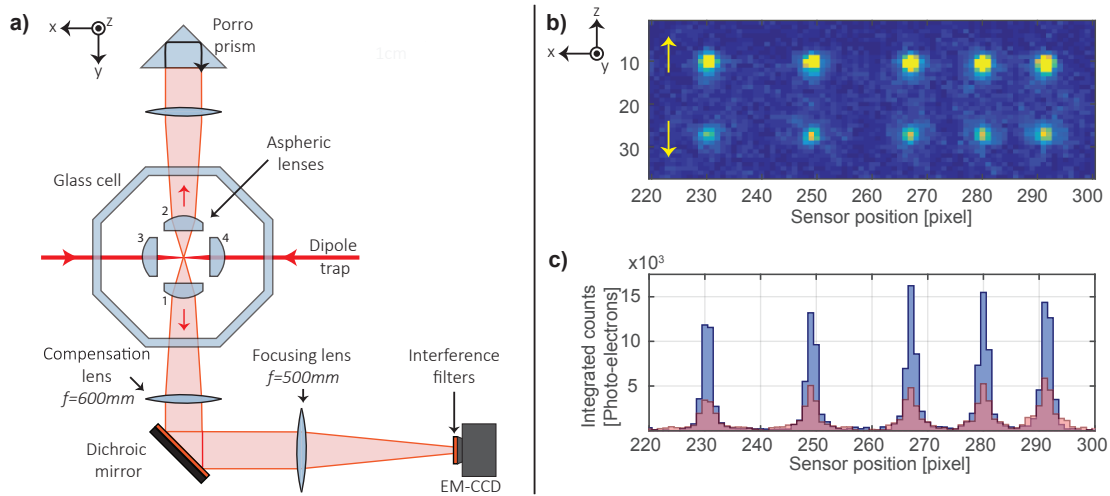 a)
x
z
y
Porro
prism
1cm
Aspheric
lenses
Glass cell
2
3
4
1
Dipole
trap
Compensation
lens
f=600mm
Focusing lens
f=500mm
Interference
filters
Dichroic
mirror
EM-CCD
b)
z
x
y
10
20
30
220 230 240 250 260 270 280 290 300
Sensor position [pixel]
c)
x10³
Integrated counts
[Photo-electrons]
15
10
5
220 230 240 250 260 270 280 290 300
Sensor position [pixel]